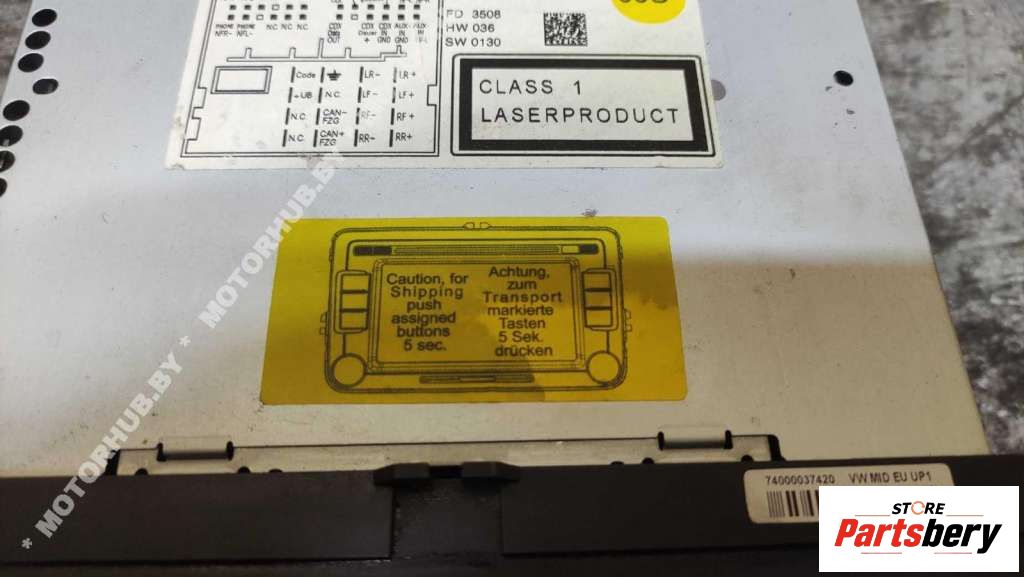 FD 3508
HW 036
SW 0130
PHONE PHONE N.C. N.C. N.C. CDX CDX CDX AUX- AUX-
NFR- NFL- Data Dauer IN IN IN
OUT + GND GND
Code LR- LR+
+UB N.C. LF- LF+
N.C. CAN- RF- RF+
FZG
N.C. CAN+ RR- RR+
FZG
CLASS 1
LASERPRODUCT
Caution, for
Shipping
push
assigned
buttons
5 sec.
Achtung,
zum
Transport
markierte
Tasten
5 Sek.
drücken
74000037420 VW MID EU UP1
* MOTORHUB.BY * MOTORHUB.BY
STORE
Partsbery